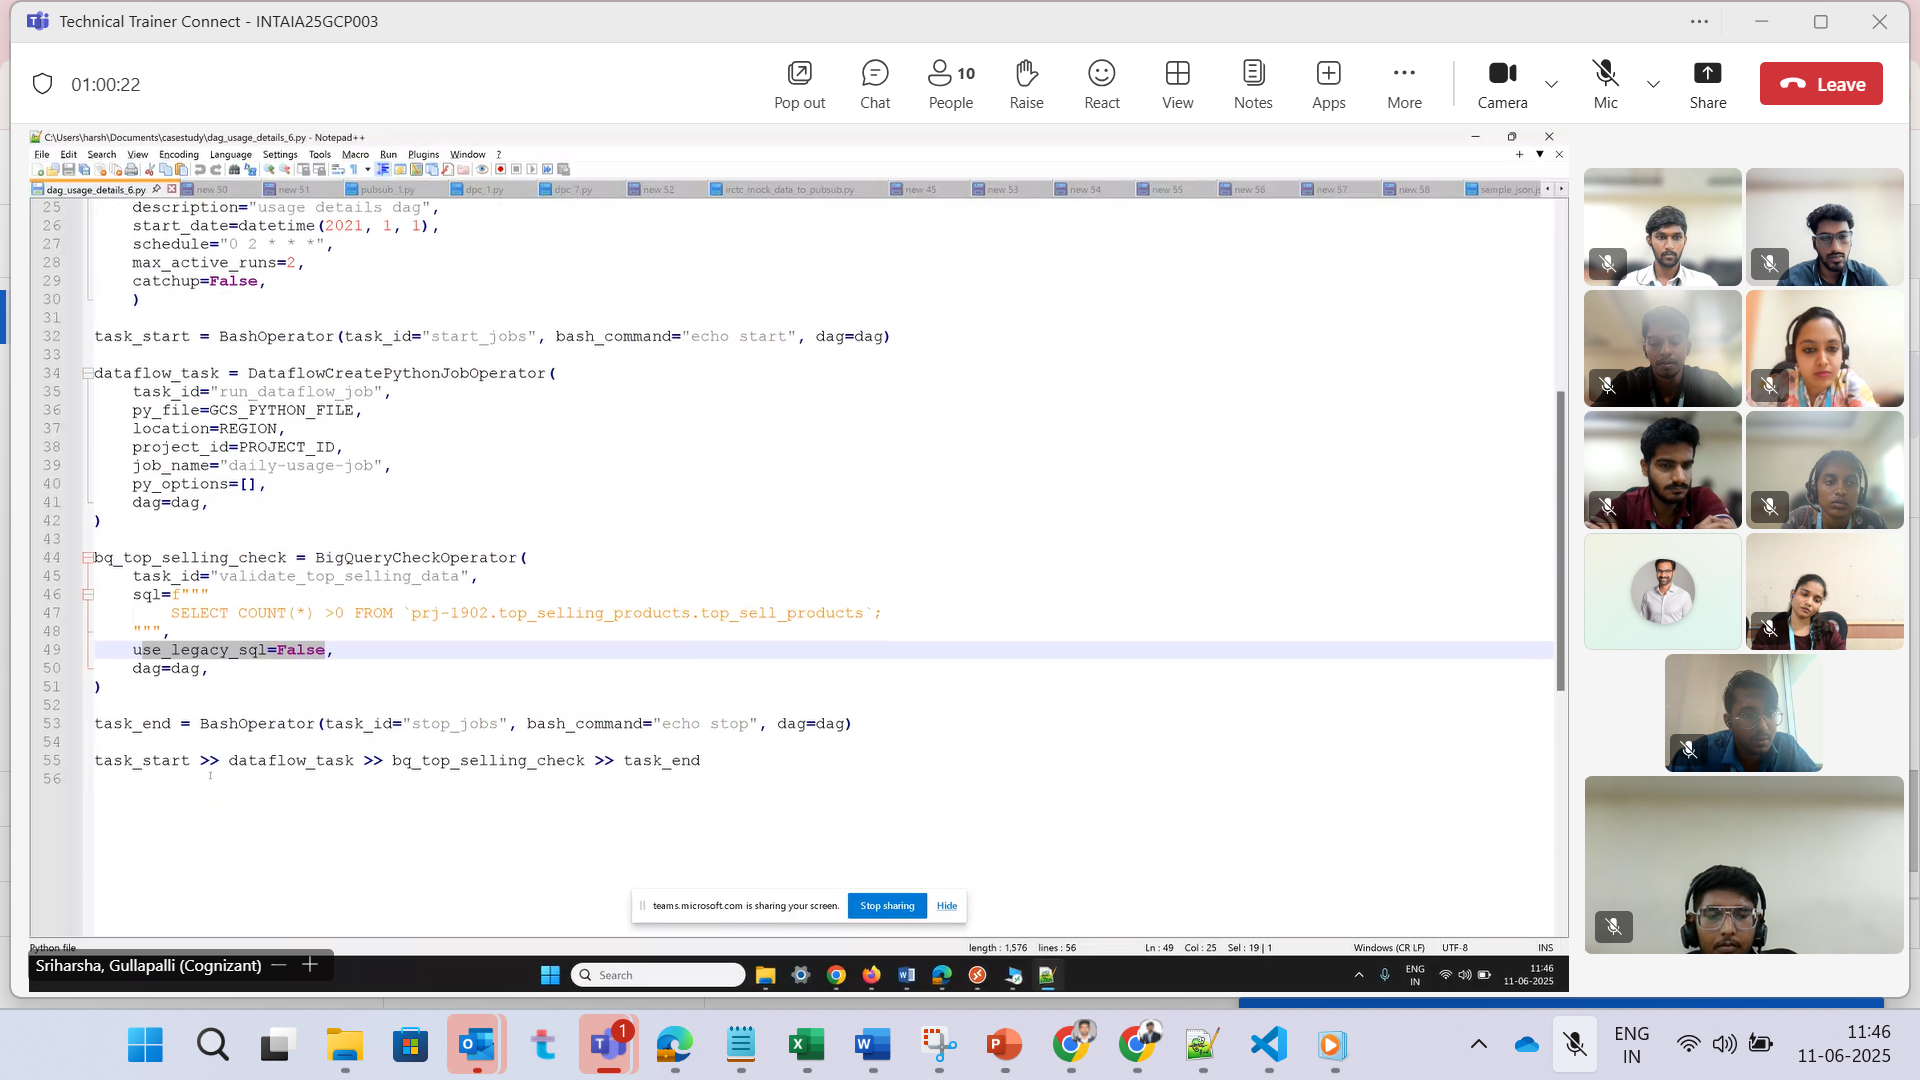 Technical Trainer Connect - INTAIA25GCP003
01:00:22
Pop out
Chat
10
People
Raise
React
View
Notes
Apps
More
Camera
Mic
Share
Leave
C:\Users\harsh\Documents\casestudy\dag_usage_details_6.py - Notepad++
File Edit Search View Encoding Language Settings Tools Macro Run Plugins Window ?
dag_usage_details_6.py new 50 new 51 pubsub_1.py dpc_1.py dpc_7.py new 52 irctc_mock_data_to_pubsub.py new 45 new 53 new 54 new 55 new 56 new 57 new 58 sample_json.js
25 description="usage details dag",
26 start_date=datetime(2021, 1, 1),
27 schedule="0 2 * * *",
28 max_active_runs=2,
29 catchup=False,
30 )
31
32 task_start = BashOperator(task_id="start_jobs", bash_command="echo start", dag=dag)
33
34 dataflow_task = DataflowCreatePythonJobOperator(
35 task_id="run_dataflow_job",
36 py_file=GCS_PYTHON_FILE,
37 location=REGION,
38 project_id=PROJECT_ID,
39 job_name="daily-usage-job",
40 py_options=[],
41 dag=dag,
42 )
43
44 bq_top_selling_check = BigQueryCheckOperator(
45 task_id="validate_top_selling_data",
46 sql=f"""
47 SELECT COUNT(*) >0 FROM `prj-1902.top_selling_products.top_sell_products`;
48 """,
49 use_legacy_sql=False,
50 dag=dag,
51 )
52
53 task_end = BashOperator(task_id="stop_jobs", bash_command="echo stop", dag=dag)
54
55 task_start >> dataflow_task >> bq_top_selling_check >> task_end
56
teams.microsoft.com is sharing your screen. Stop sharing Hide
Python file length : 1,576 lines : 56 Ln : 49 Col : 25 Sel : 19 | 1 Windows (CR LF) UTF-8 INS
Sriharsha, Gullapalli (Cognizant)
Search
ENG
IN
11:46
11-06-2025
1
ENG
IN
11:46
11-06-2025